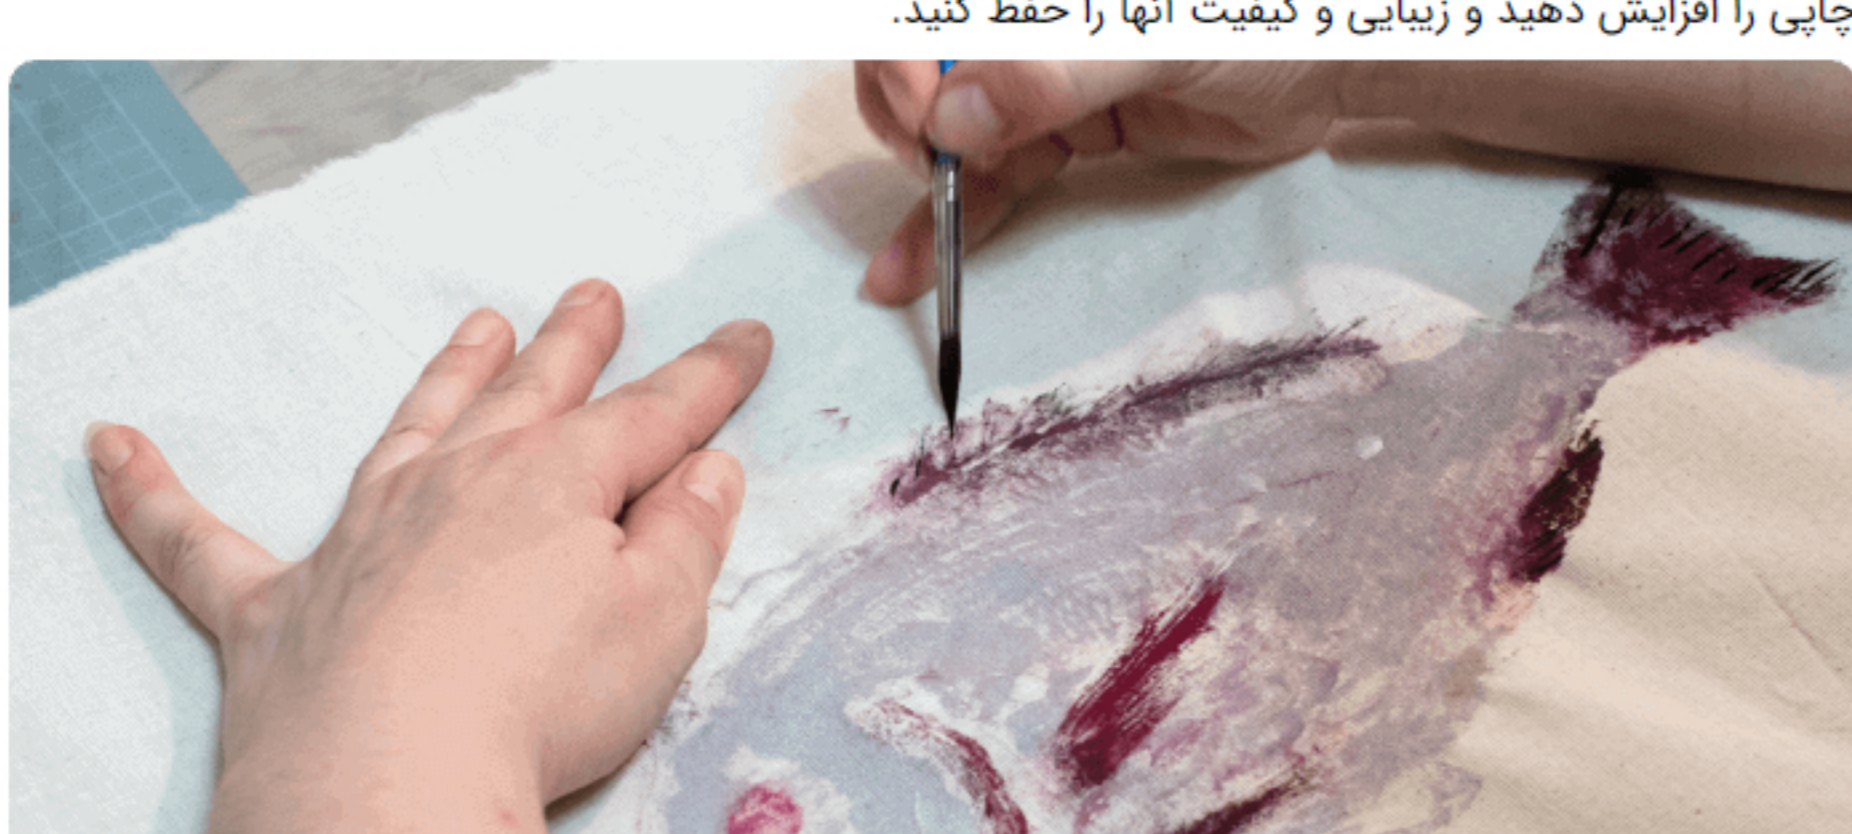 چاپی را افزایش دهید و زیبایی و کیفیت آنها را حفظ کنید.